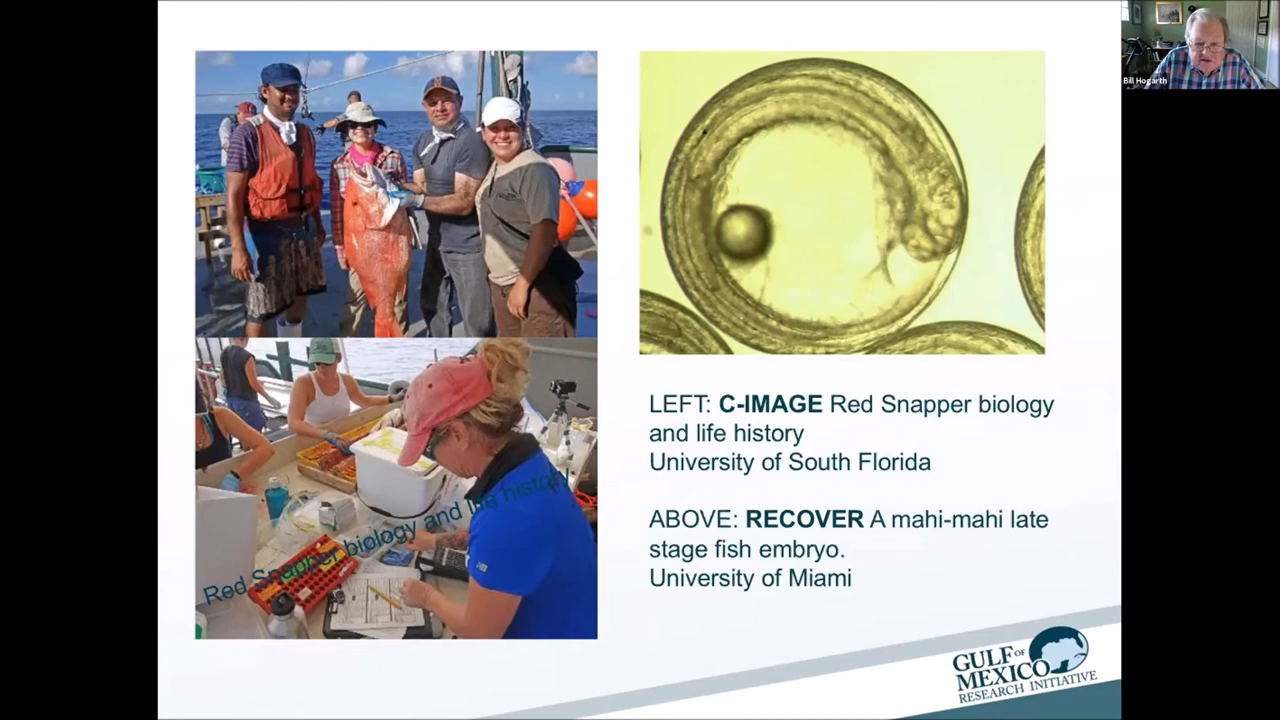 Bill Hogarth
Red Snapper biology and life history
LEFT: C-IMAGE Red Snapper biology
and life history
University of South Florida
ABOVE: RECOVER A mahi-mahi late
stage fish embryo.
University of Miami
GULF OF
MEXICO
RESEARCH INITIATIVE